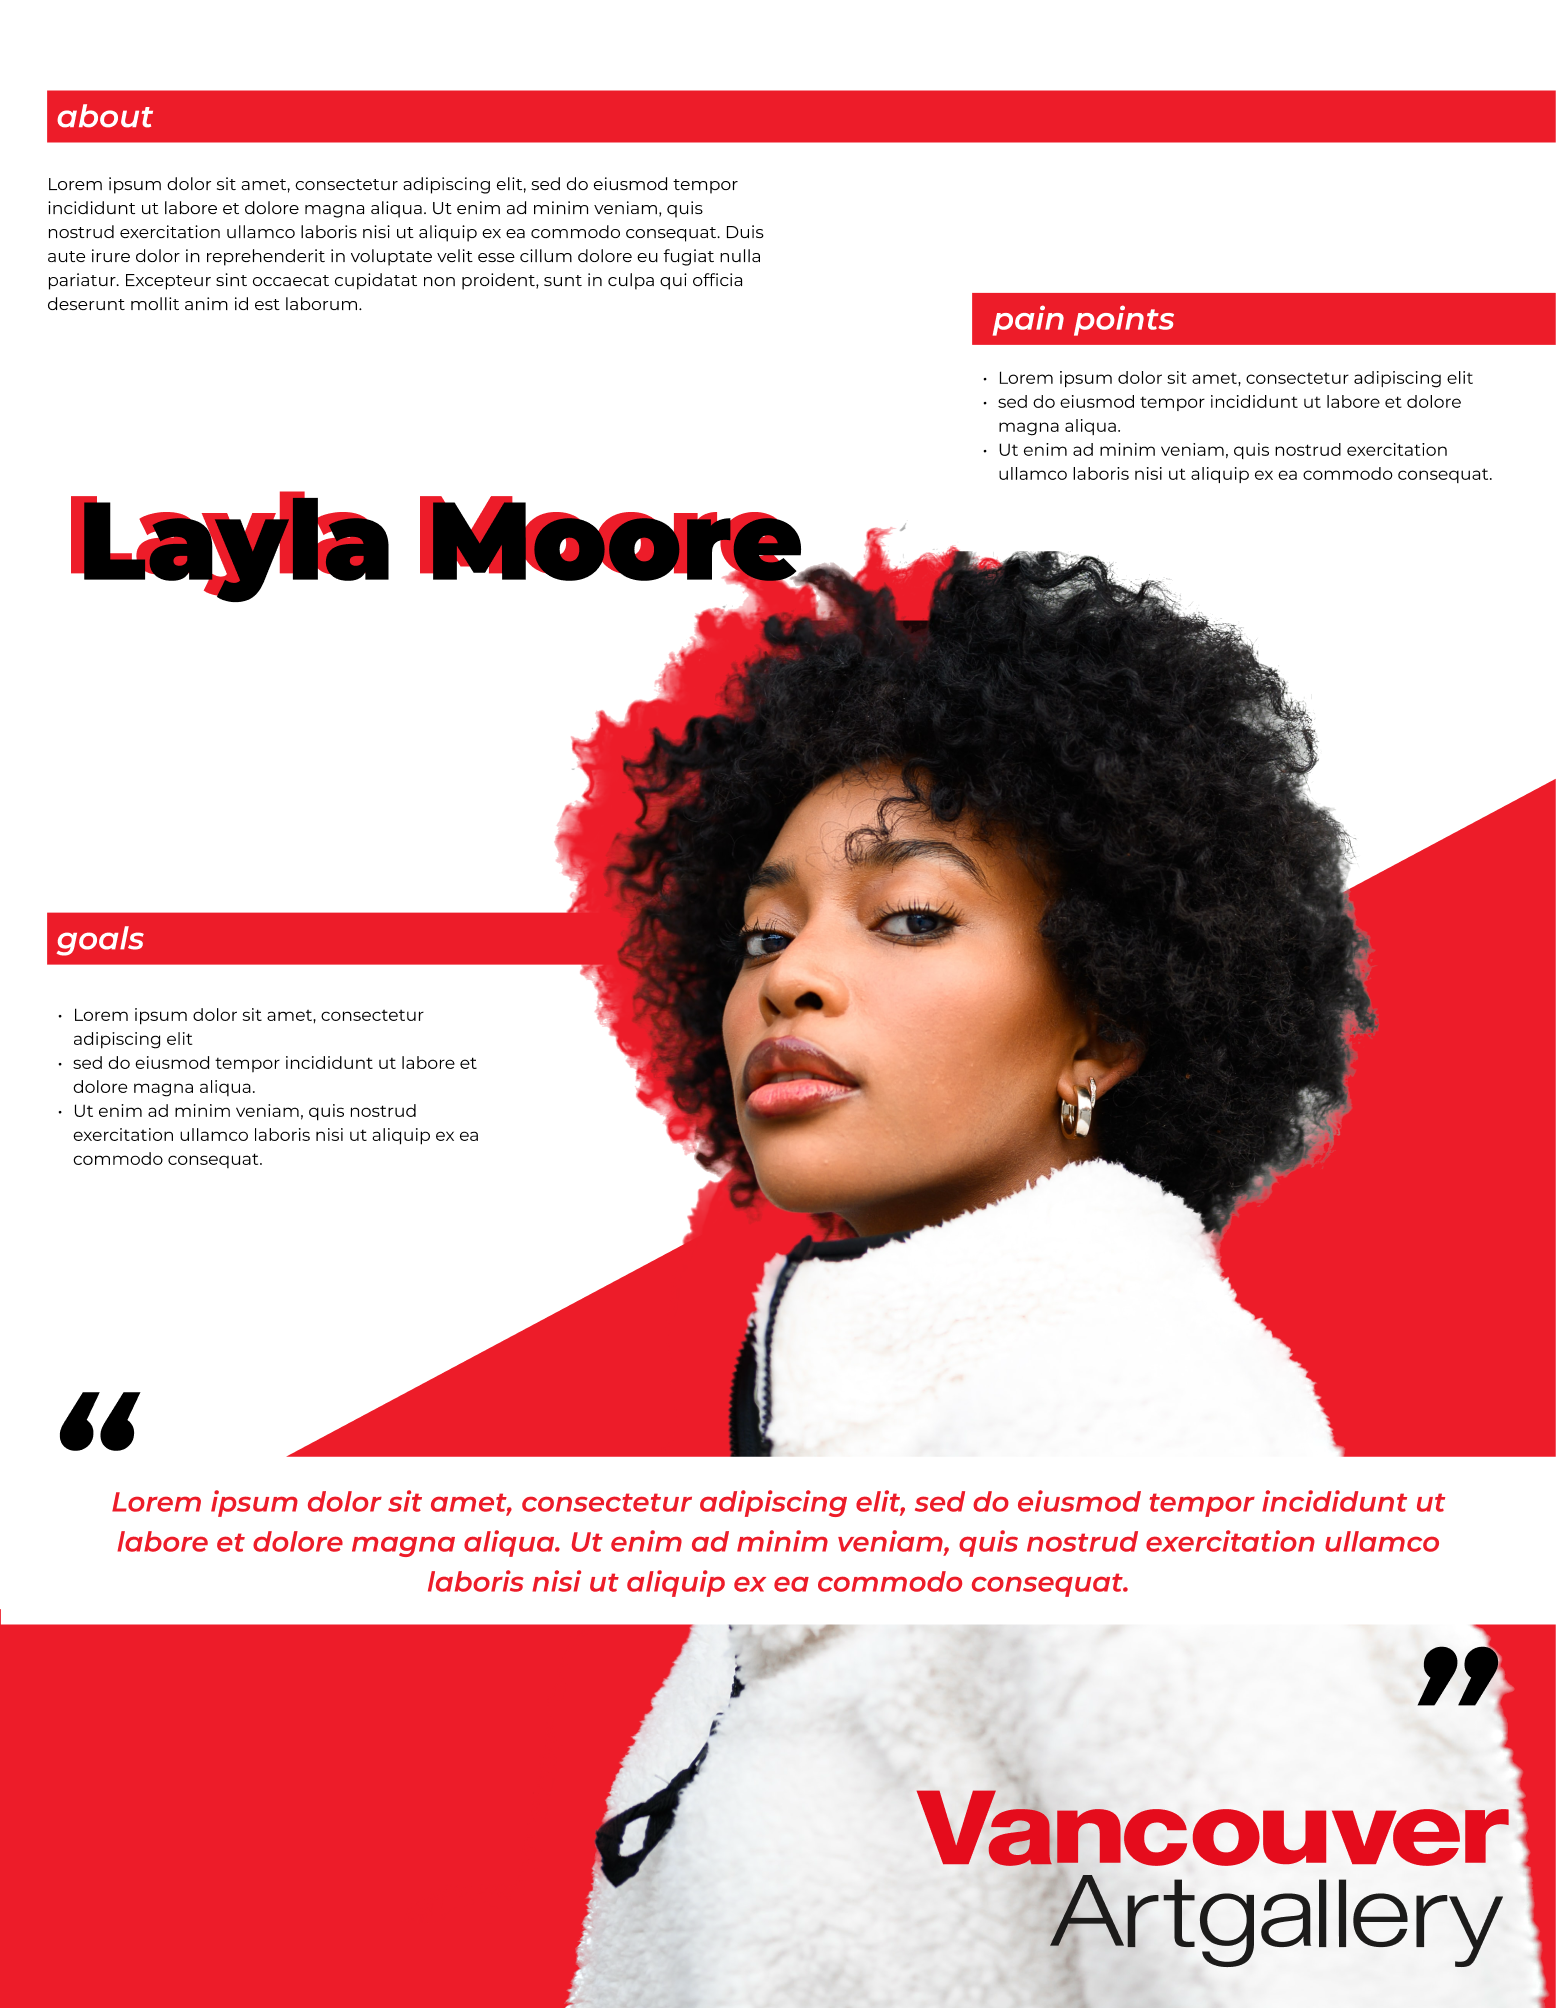 about
Lorem ipsum dolor sit amet, consectetur adipiscing elit, sed do eiusmod tempor
incididunt ut labore et dolore magna aliqua. Ut enim ad minim veniam, quis
nostrud exercitation ullamco laboris nisi ut aliquip ex ea commodo consequat. Duis
aute irure dolor in reprehenderit in voluptate velit esse cillum dolore eu fugiat nulla
pariatur. Excepteur sint occaecat cupidatat non proident, sunt in culpa qui officia
deserunt mollit anim id est laborum.
pain points
• Lorem ipsum dolor sit amet, consectetur adipiscing elit
• sed do eiusmod tempor incididunt ut labore et dolore
magna aliqua.
• Ut enim ad minim veniam, quis nostrud exercitation
ullamco laboris nisi ut aliquip ex ea commodo consequat.
Layla Moore
goals
• Lorem ipsum dolor sit amet, consectetur
adipiscing elit
• sed do eiusmod tempor incididunt ut labore et
dolore magna aliqua.
• Ut enim ad minim veniam, quis nostrud
exercitation ullamco laboris nisi ut aliquip ex ea
commodo consequat.
“
Lorem ipsum dolor sit amet, consectetur adipiscing elit, sed do eiusmod tempor incididunt ut
labore et dolore magna aliqua. Ut enim ad minim veniam, quis nostrud exercitation ullamco
laboris nisi ut aliquip ex ea commodo consequat.
”
Vancouver
Artgallery